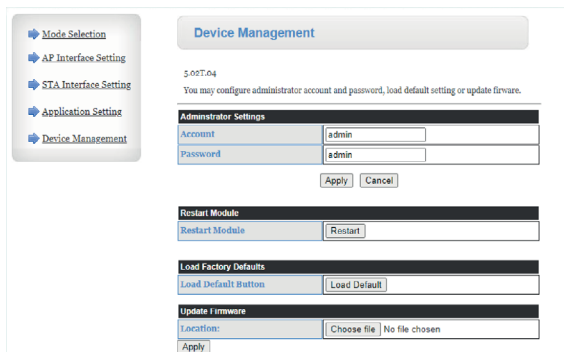 Mode Selection
AP Interface Setting
STA Interface Setting
Application Setting
Device Management
Device Management
5.02T.04
You may configure administrator account and password, load default setting or update firware.
Adminstrator Settings
Account admin
Password admin
Apply Cancel
Restart Module
Restart Module Restart
Load Factory Defaults
Load Default Button Load Default
Update Firmware
Location: Choose file No file chosen
Apply